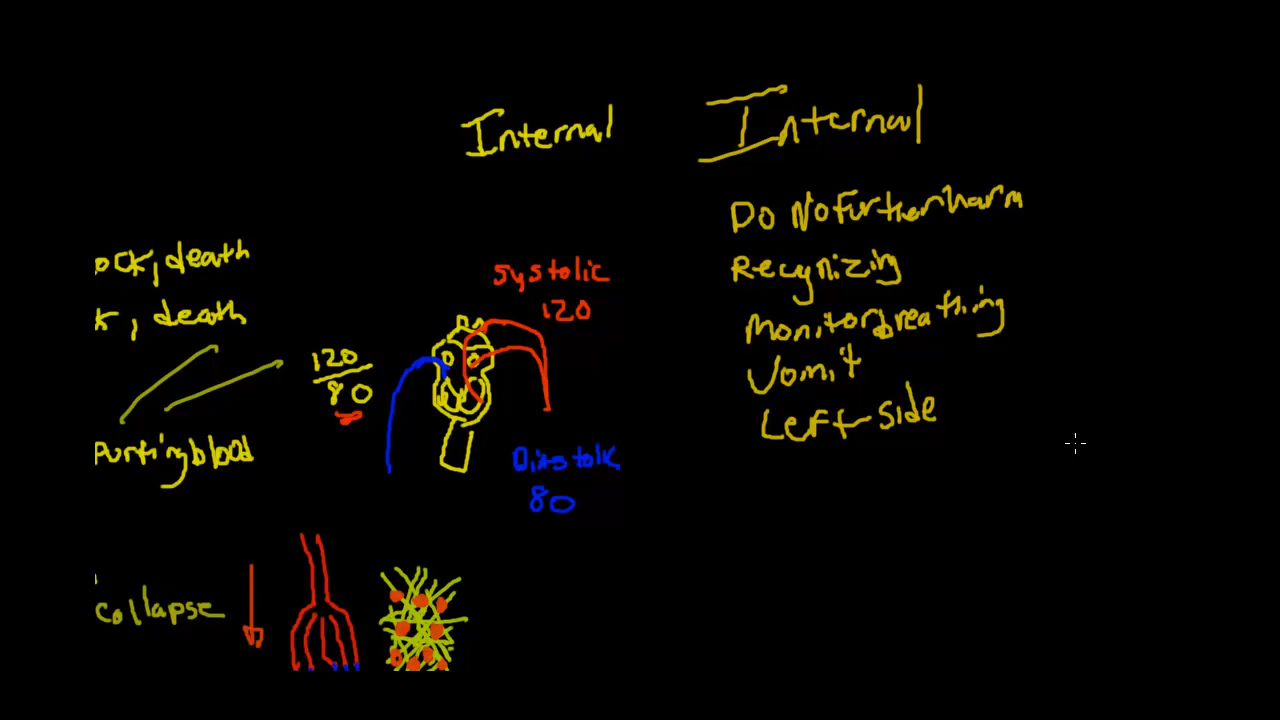 Internal
Internal
Do No Further harm
Recognizing
Monitor breathing
Vomit
Left side
ock, death
k, death
purting blood
collapse
120
80
systolic
120
Diastolic
80